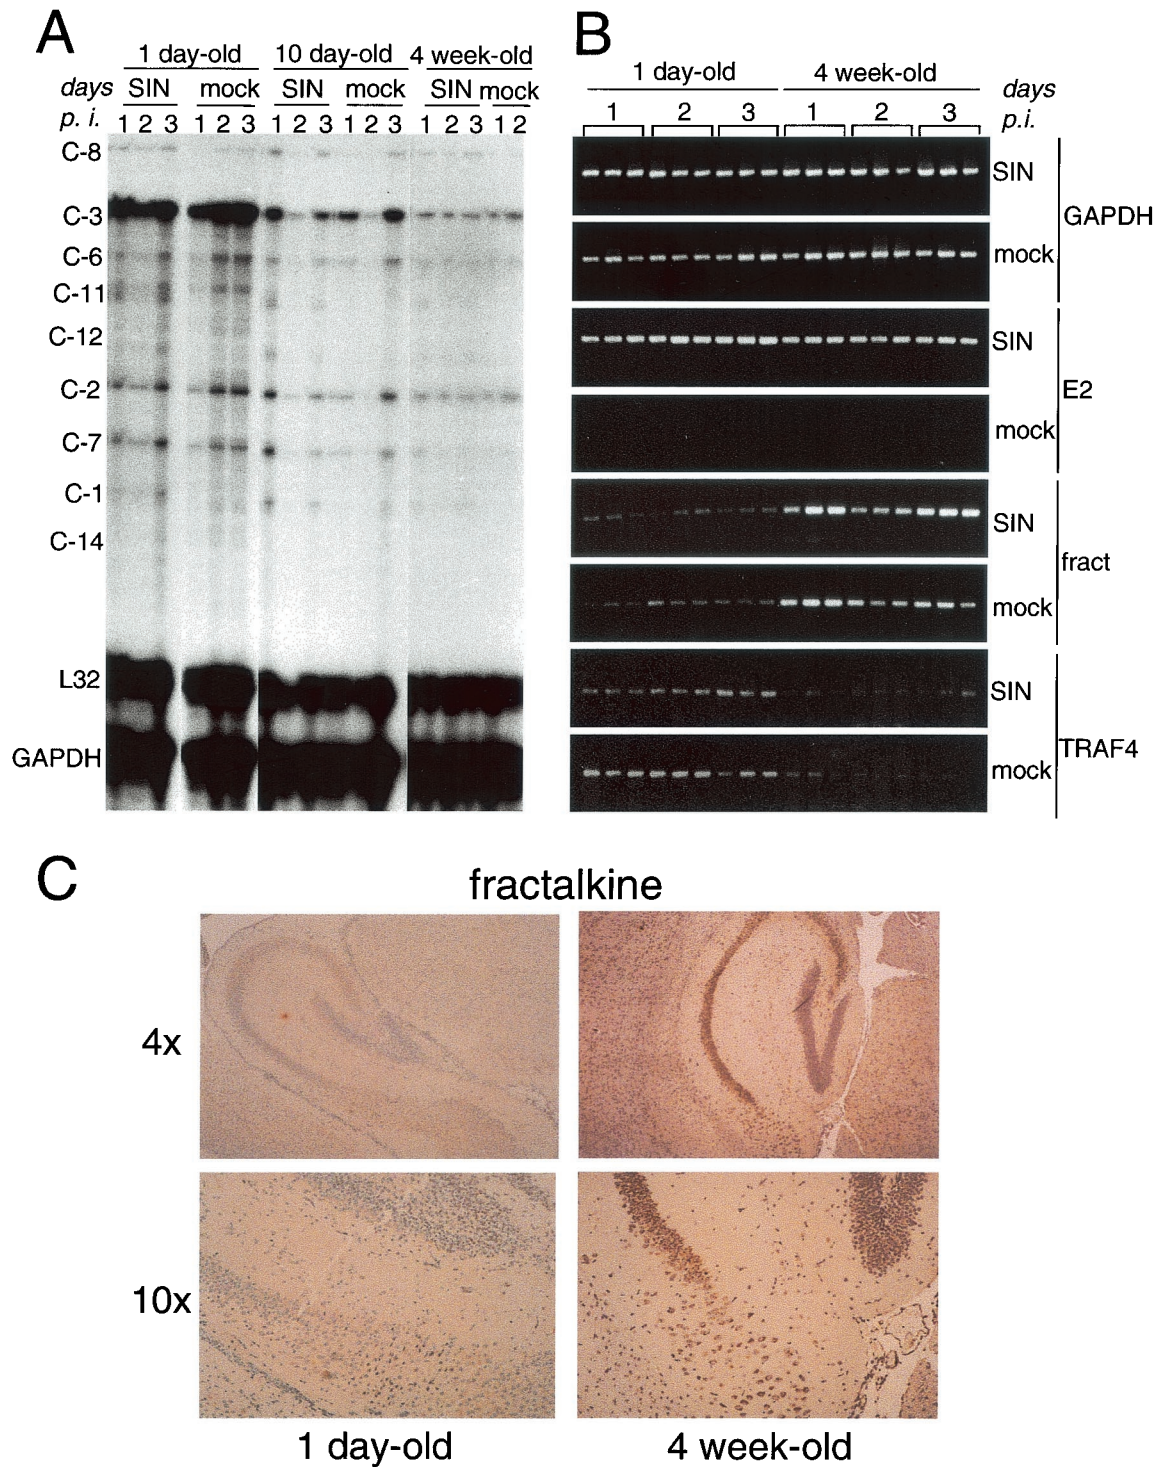 A
1 day-old 10 day-old 4 week-old
days SIN mock SIN mock SIN mock
p. i. 1 2 3 1 2 3 1 2 3 1 2 3 1 2 3 1 2
C-8
C-3
C-6
C-11
C-12
C-2
C-7
C-1
C-14
L32
GAPDH
B
1 day-old 4 week-old
days
1 2 3 1 2 3 p.i.
SIN
GAPDH
mock
SIN
E2
mock
SIN
fract
mock
SIN
TRAF4
mock
C
fractalkine
4x
10x
1 day-old 4 week-old